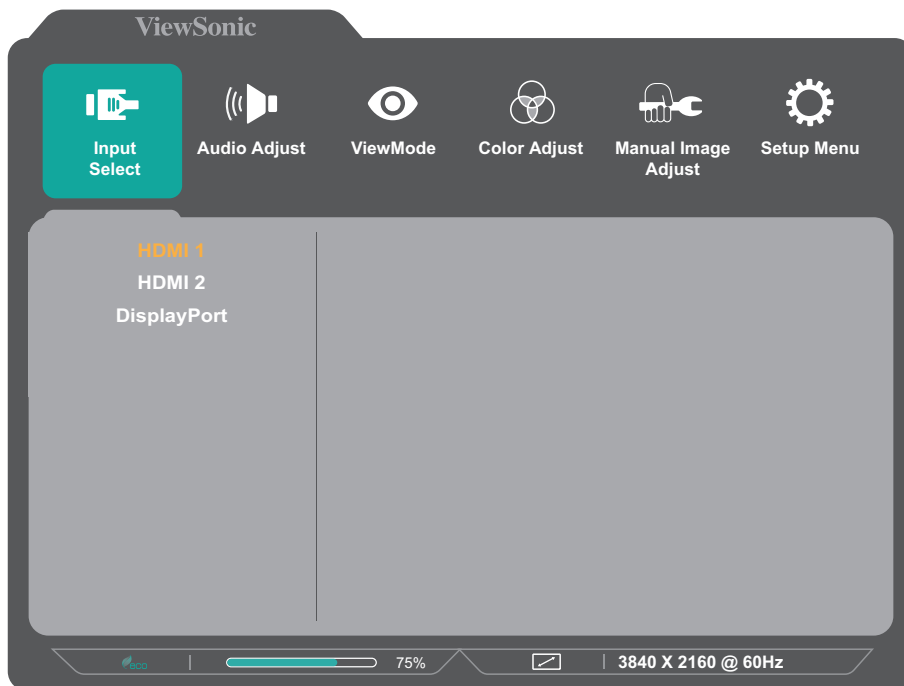 ViewSonic
Input
Select
Audio Adjust
ViewMode
Color Adjust
Manual Image
Adjust
Setup Menu
HDMI 1
HDMI 2
DisplayPort
eco
75%
3840 X 2160 @ 60Hz